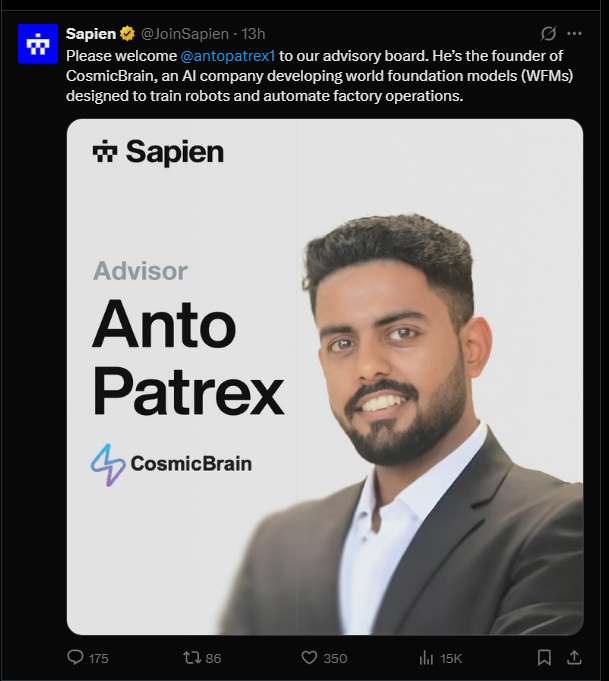 Sapien @JoinSapien · 13h
Please welcome @antopatrex1 to our advisory board. He’s the founder of
CosmicBrain, an AI company developing world foundation models (WFMs)
designed to train robots and automate factory operations.
Sapien
Advisor
Anto
Patrex
CosmicBrain
175 86 350 15K